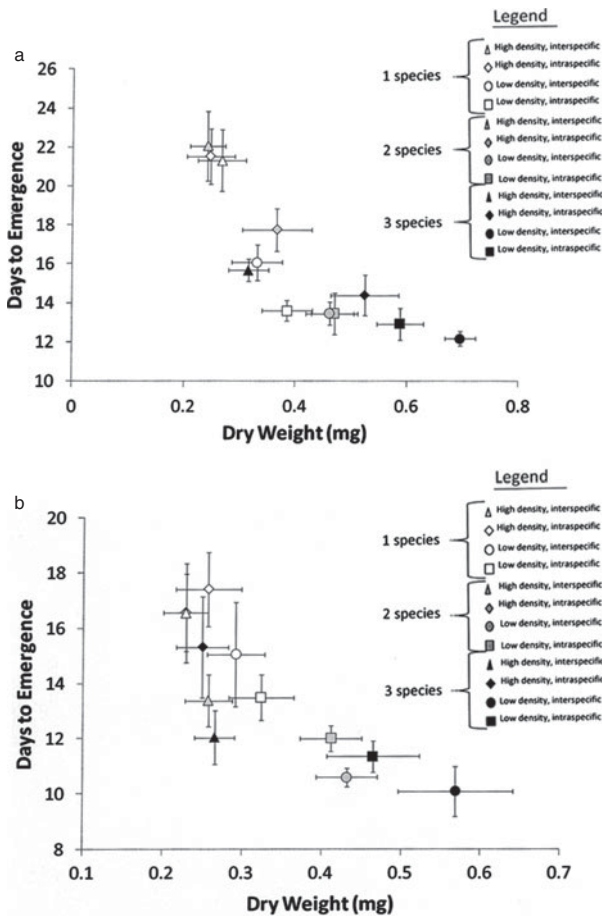 a
Legend
1 species
High density, interspecific
High density, intraspecific
Low density, interspecific
Low density, intraspecific
2 species
High density, interspecific
High density, intraspecific
Low density, interspecific
Low density, intraspecific
3 species
High density, interspecific
High density, intraspecific
Low density, interspecific
Low density, intraspecific
Days to Emergence
26
24
22
20
18
16
14
12
10
0 0.2 0.4 0.6 0.8
Dry Weight (mg)
b
Legend
1 species
High density, interspecific
High density, intraspecific
Low density, interspecific
Low density, intraspecific
2 species
High density, interspecific
High density, intraspecific
Low density, interspecific
Low density, intraspecific
3 species
High density, interspecific
High density, intraspecific
Low density, interspecific
Low density, intraspecific
Days to Emergence
20
18
16
14
12
10
8
0.1 0.2 0.3 0.4 0.5 0.6 0.7
Dry Weight (mg)